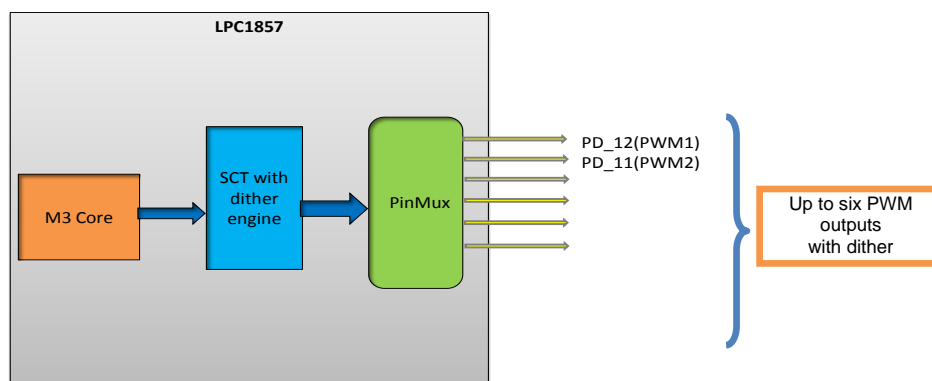 LPC1857
M3 Core
SCT with
dither
engine
PinMux
PD_12(PWM1)
PD_11(PWM2)
Up to six PWM
outputs
with dither